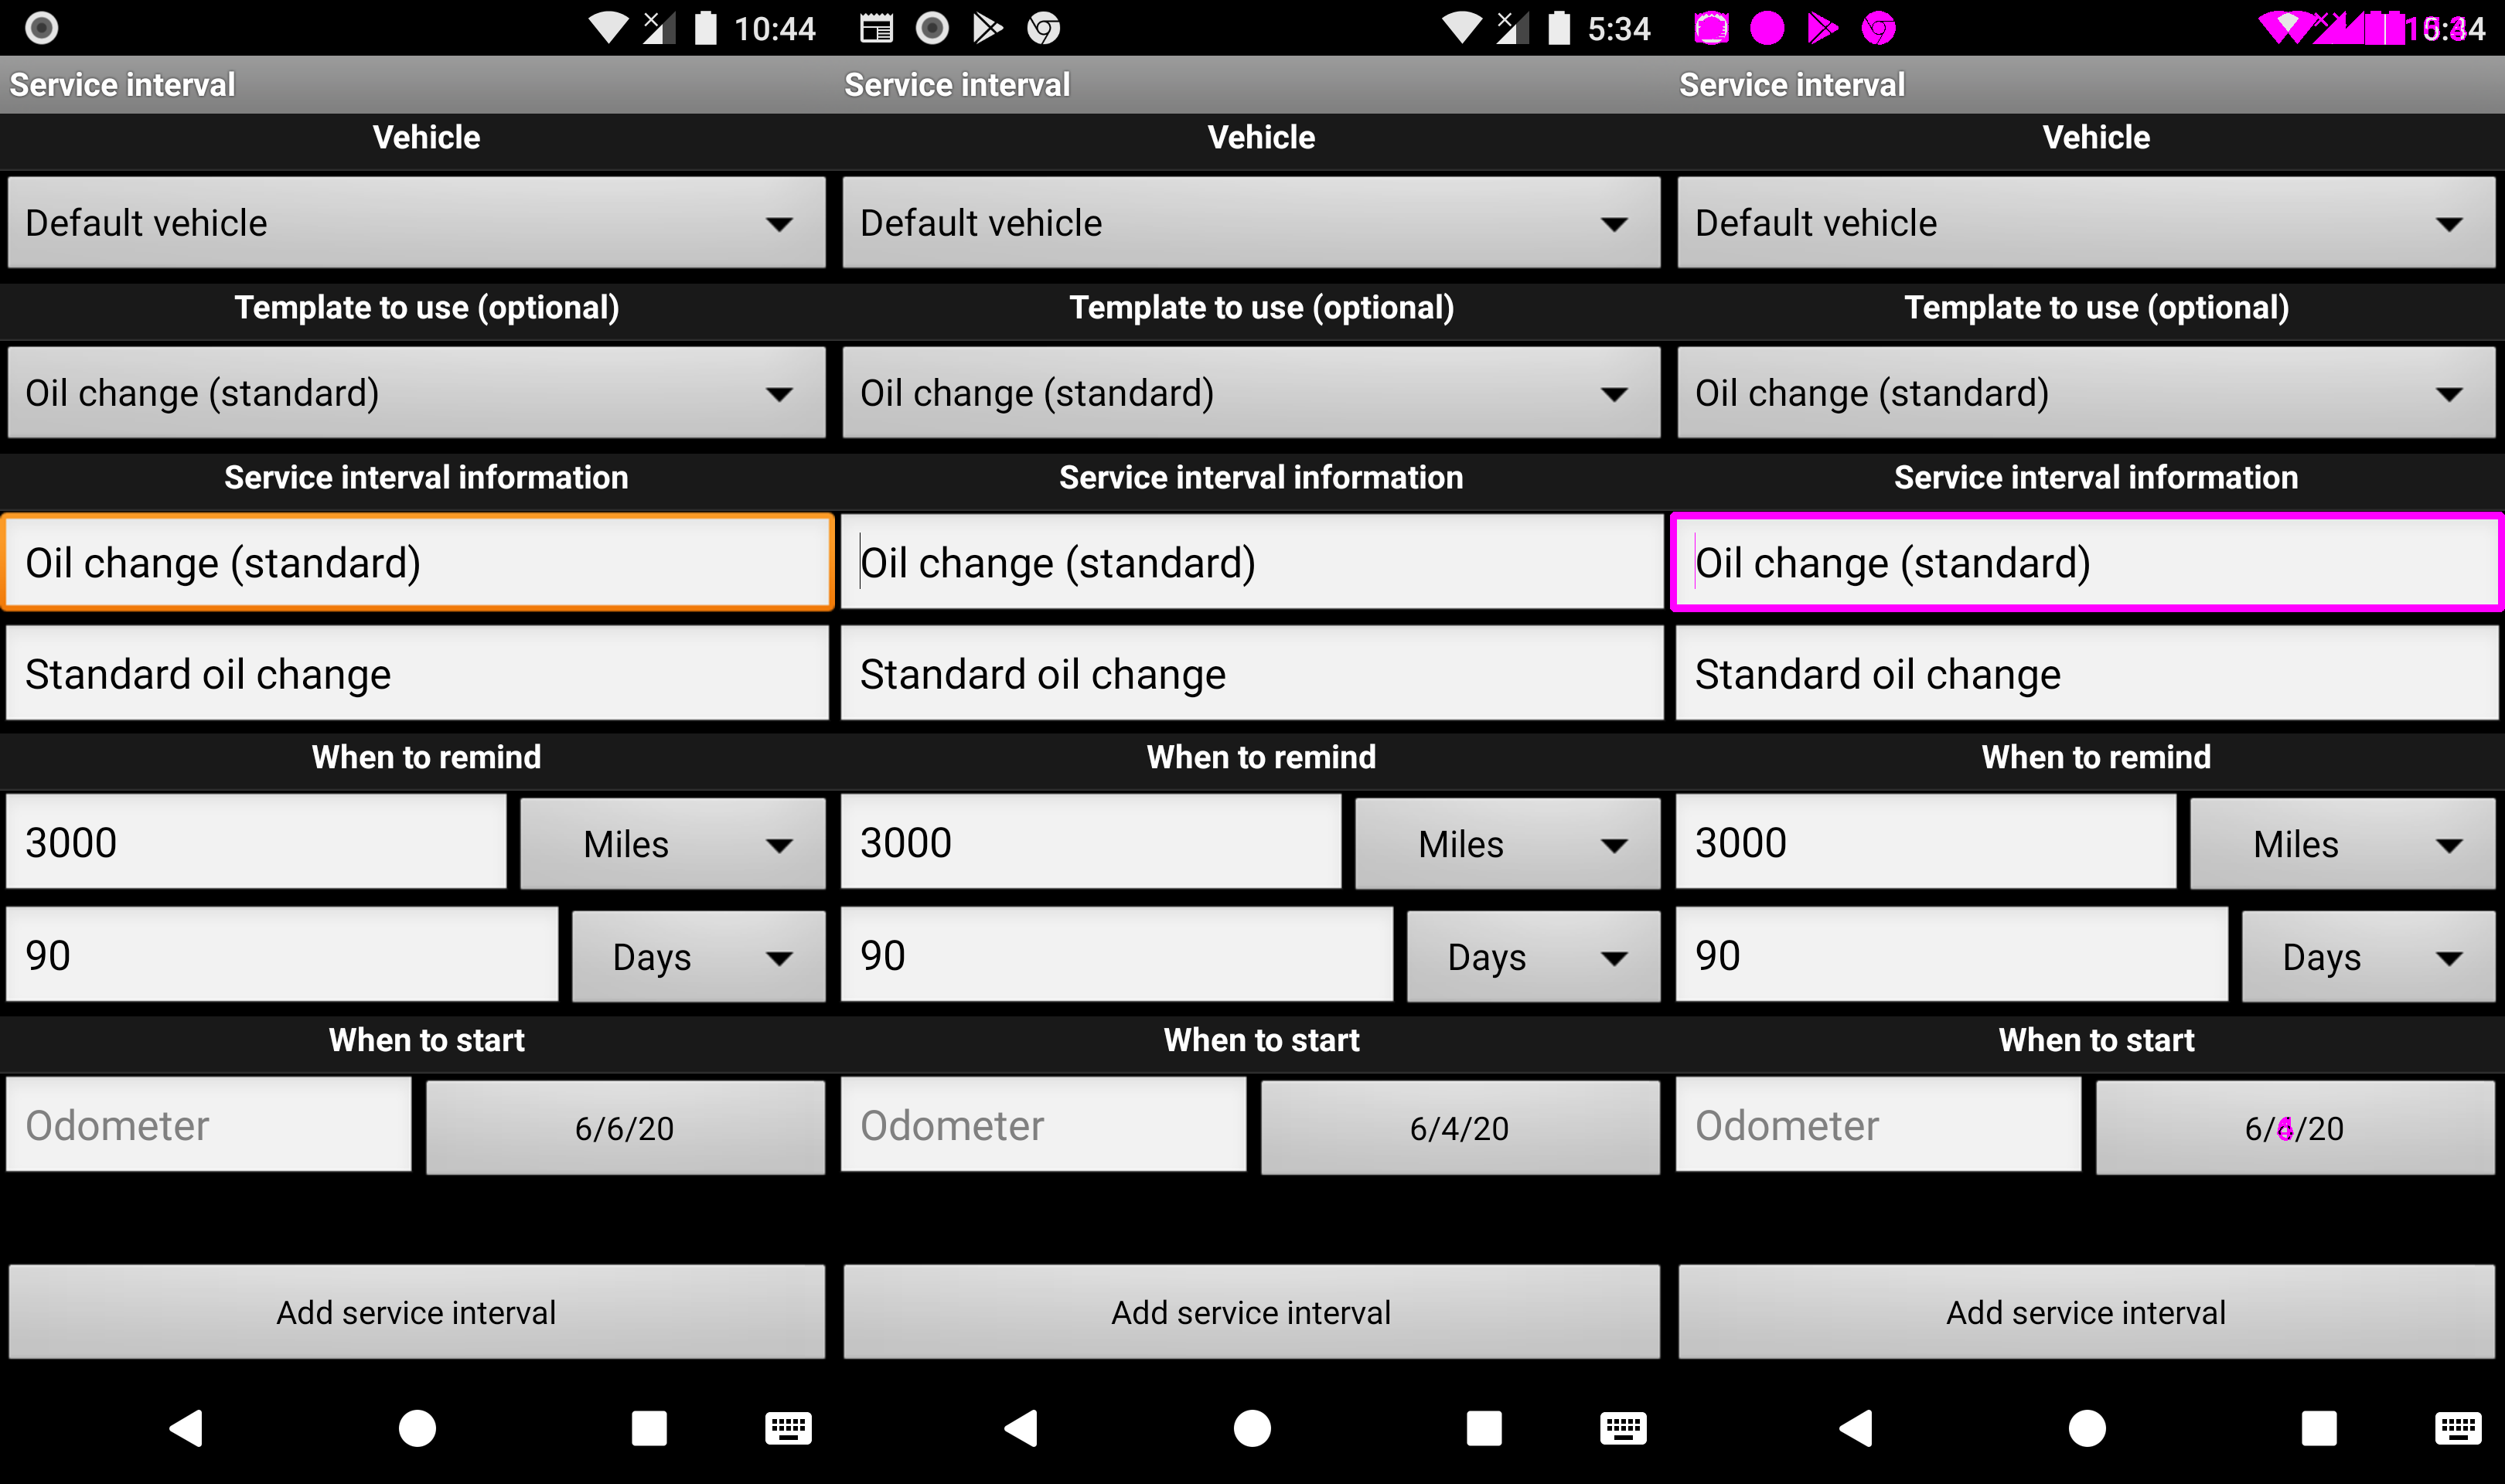 10:44 5:34
Service interval Service interval Service interval
Vehicle Vehicle Vehicle
Default vehicle Default vehicle Default vehicle
Template to use (optional) Template to use (optional) Template to use (optional)
Oil change (standard) Oil change (standard) Oil change (standard)
Service interval information Service interval information Service interval information
Oil change (standard) Oil change (standard) Oil change (standard)
Standard oil change Standard oil change Standard oil change
When to remind When to remind When to remind
3000 Miles 3000 Miles 3000 Miles
90 Days 90 Days 90 Days
When to start When to start When to start
Odometer 6/6/20 Odometer 6/4/20 Odometer
Add service interval Add service interval Add service interval